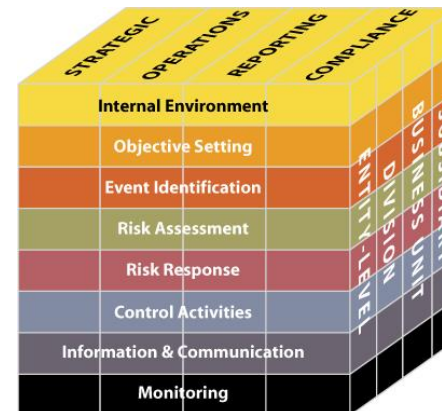 STRATEGIC
OPERATIONS
REPORTING
COMPLIANCE
Internal Environment
Objective Setting
Event Identification
Risk Assessment
Risk Response
Control Activities
Information & Communication
Monitoring
ENTITY-LEVEL
DIVISION
BUSINESS UNIT